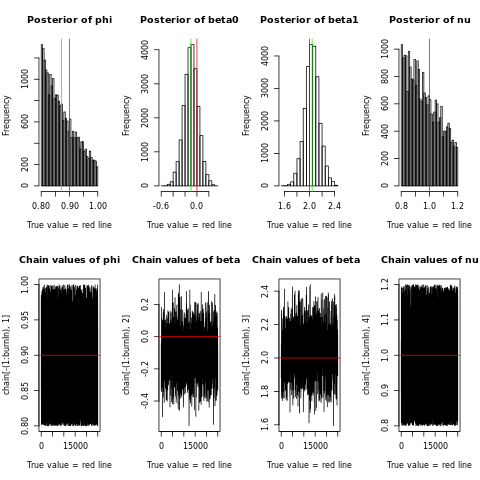 Posterior of phi
Posterior of beta0
Posterior of beta1
Posterior of nu
Frequency
0 200 600 1000
0.80 0.90 1.00
True value = red line
Frequency
0 1000 2000 3000 4000
-0.6 0.0
True value = red line
Frequency
0 1000 2000 3000 4000
1.6 2.0 2.4
True value = red line
Frequency
0 200 400 600 800 1000
0.8 1.0 1.2
True value = red line
Chain values of phi
Chain values of beta
Chain values of beta
Chain values of nu
chain[-(1:burnIn), 1]
0.80 0.85 0.90 0.95 1.00
0 15000
True value = red line
chain[-(1:burnIn), 2]
-0.4 -0.2 0.0 0.2
0 15000
True value = red line
chain[-(1:burnIn), 3]
1.6 1.8 2.0 2.2 2.4
0 15000
True value = red line
chain[-(1:burnIn), 4]
0.8 0.9 1.0 1.1 1.2
0 15000
True value = red line